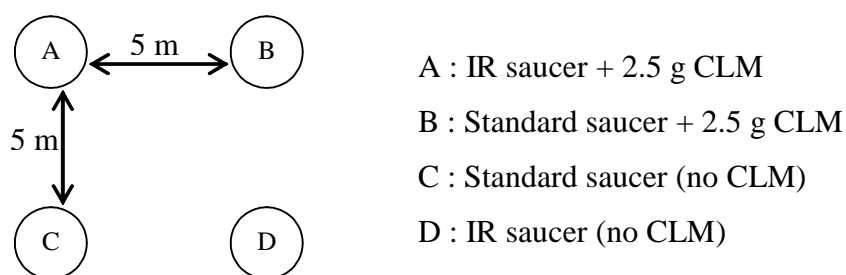 A
5 m
B
5 m
C
D
A : IR saucer + 2.5 g CLM
B : Standard saucer + 2.5 g CLM
C : Standard saucer (no CLM)
D : IR saucer (no CLM)